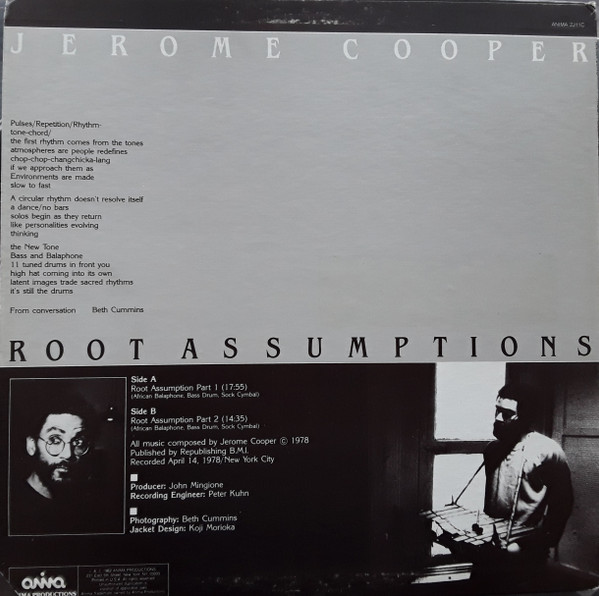 JEROME COOPER
Pulses/Repetition/Rhythm-
tone-chord/
the first rhythm comes from the tones
atmospheres are people redefines
chop-chop-changchicka-lang
if we approach them as
Environments are made
slow to fast
A circular rhythm doesn't resolve itself
a dance/no bars
solos begin as they return
like personalities evolving
thinking
the New Tone
Bass and Balaphone
11 tuned drums in front you
high hat coming into its own
latent images trade sacred rhythms
it's still the drums
From conversation Beth Cummins
ROOT ASSUMPTIONS
Side A
Root Assumption Part 1 (17:55)
(African Balaphone, Bass Drum, Sock Cymbal)
Side B
Root Assumption Part 2 (14:35)
(African Balaphone, Bass Drum, Sock Cymbal)
All music composed by Jerome Cooper © 1978
Published by Republishing B.M.I.
Recorded April 14, 1978/New York City
Producer: John Mingione
Recording Engineer: Peter Kuhn
Photography: Beth Cummins
Jacket Design: Koji Morioka
anima
PRODUCTIONS